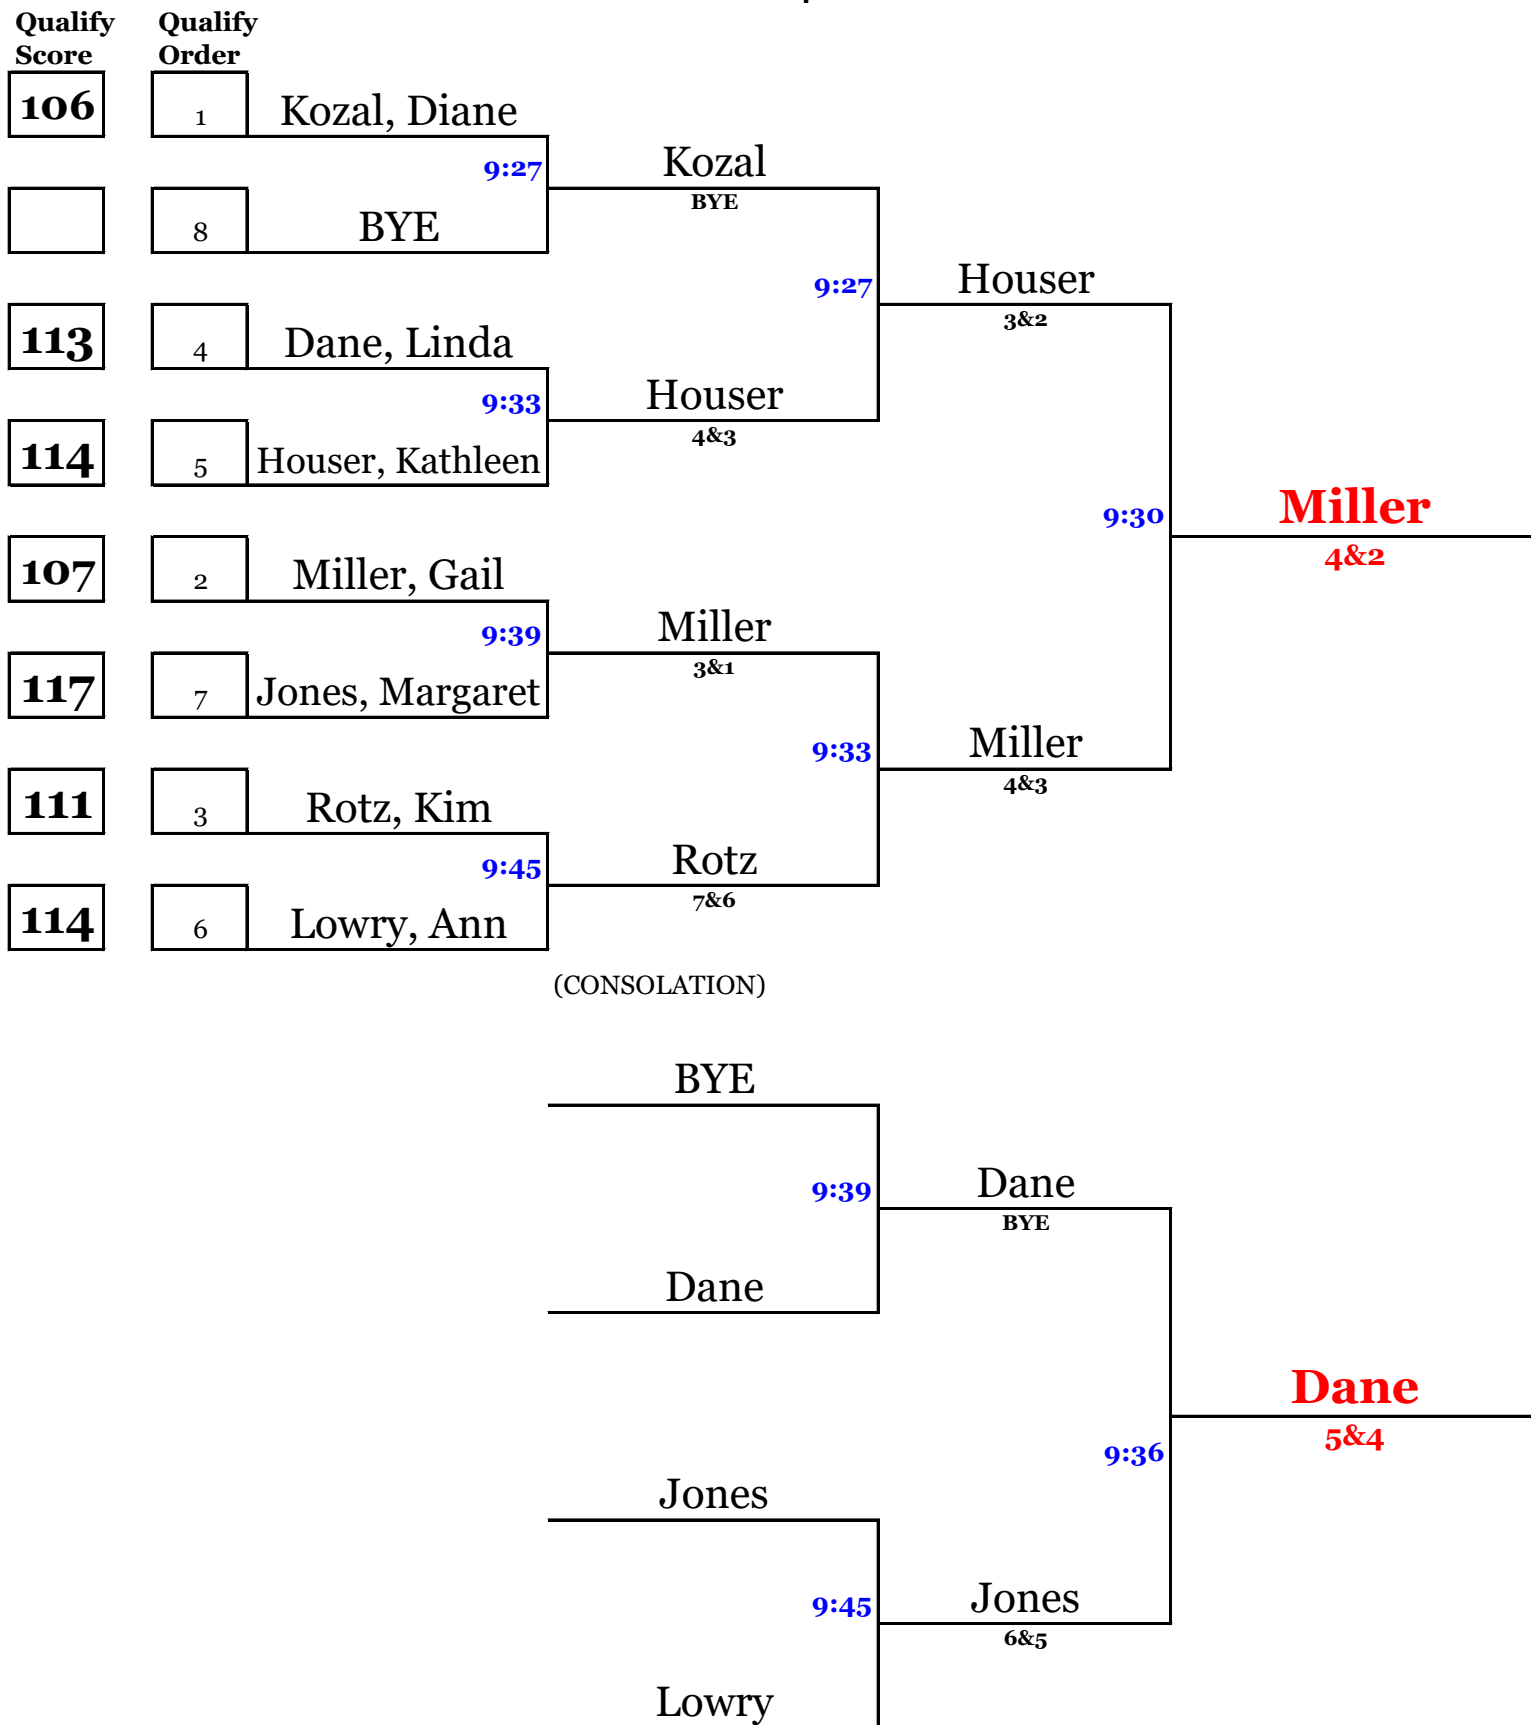 Qualify Qualify
Score Order
106 1 Kozal, Diane
9:27 Kozal
BYE
8 BYE
9:27 Houser
3&2
113 4 Dane, Linda
9:33 Houser
4&3
114 5 Houser, Kathleen
9:30 Miller
4&2
107 2 Miller, Gail
9:39 Miller
3&1
117 7 Jones, Margaret
9:33 Miller
4&3
111 3 Rotz, Kim
9:45 Rotz
7&6
114 6 Lowry, Ann
(CONSOLATION)
BYE
9:39 Dane
BYE
Dane
Dane
5&4
9:36
Jones
9:45 Jones
6&5
Lowry